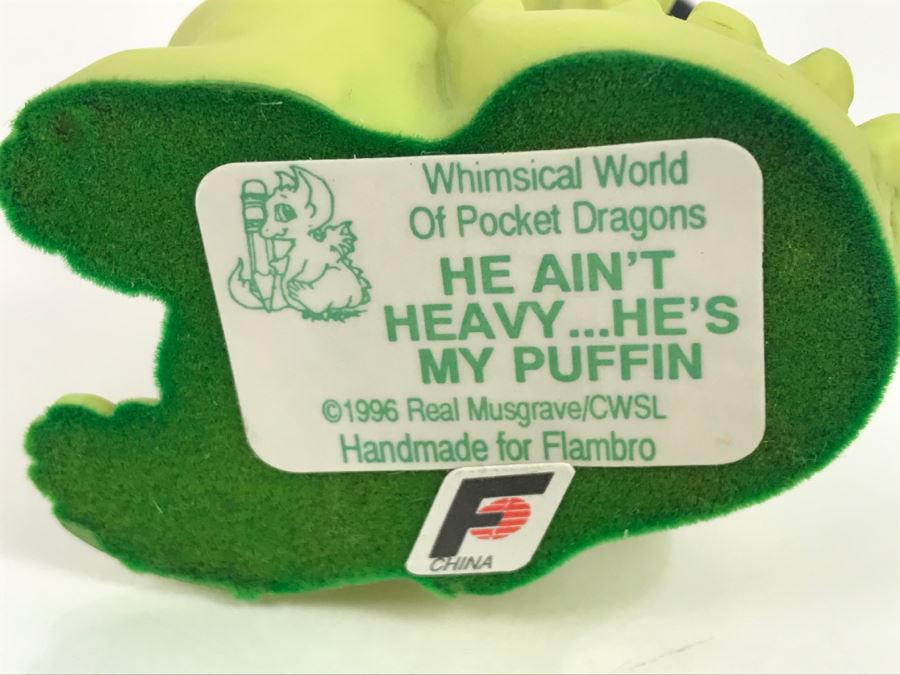 Whimsical World
Of Pocket Dragons
HE AIN'T
HEAVY...HE'S
MY PUFFIN
©1996 Real Musgrave/CWSL
Handmade for Flambro
F
CHINA